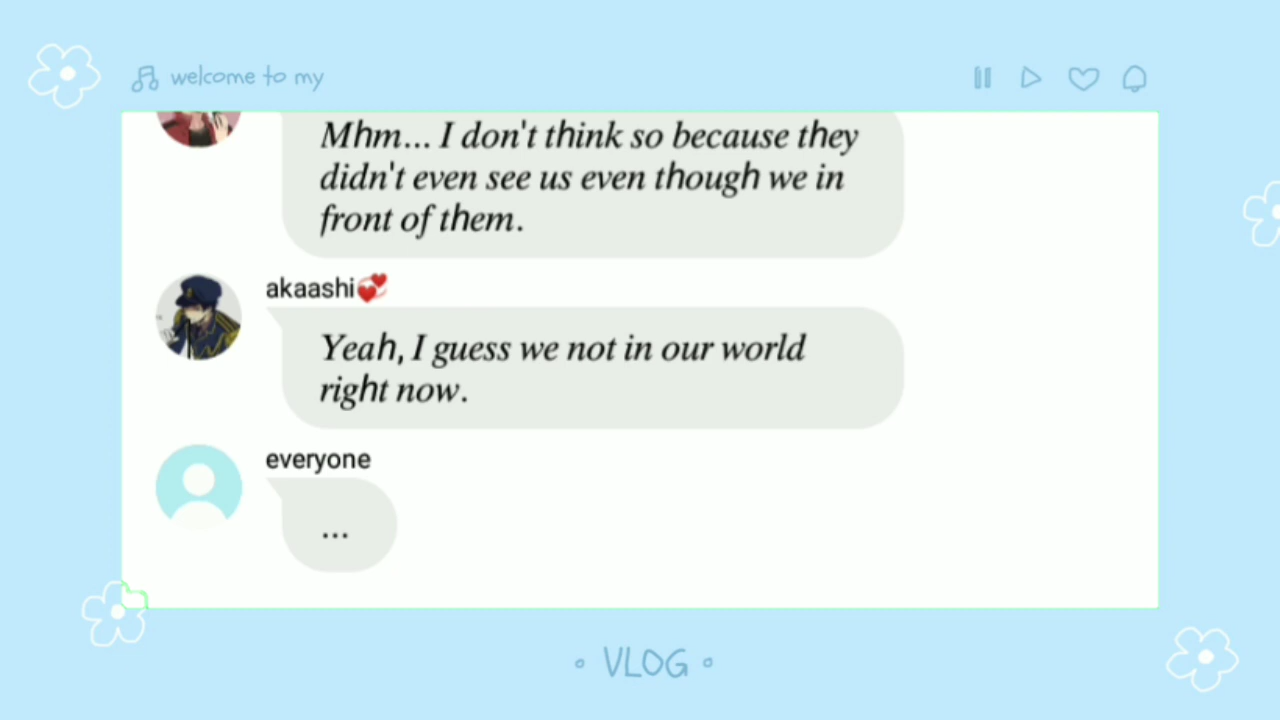 welcome to my
Mhm... I don't think so because they
didn't even see us even though we in
front of them.
akaashi💞
Yeah, I guess we not in our world
right now.
everyone
...
• VLOG •